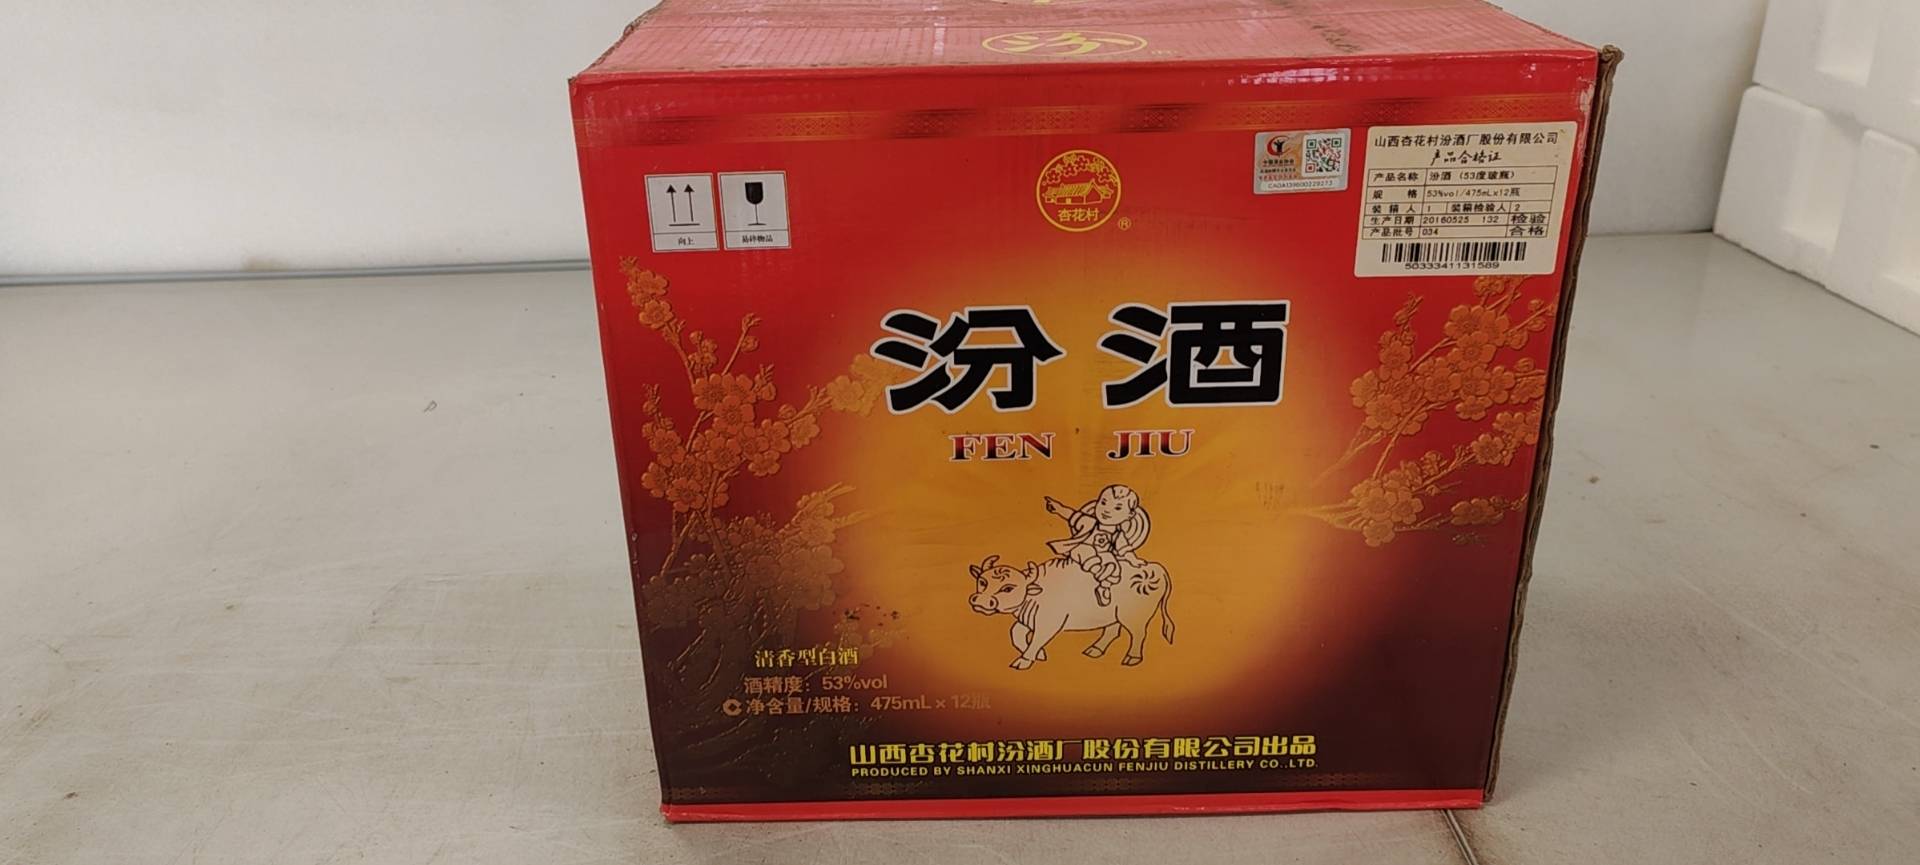 汾
山西杏花村汾酒厂股份有限公司
产品合格证
产品名称 汾酒（53度玻瓶）
规 格 53%vol/475mL×12瓶
装箱人 1 装箱检验人 2
生产日期 20160525 132 检验
产品批号 034 合格
5033341131589
CA0A139600229273
向上
易碎物品
杏花村
®
汾酒
FEN JIU
清香型白酒
酒精度：53%vol
净含量/规格：475mL×12瓶
山西杏花村汾酒厂股份有限公司出品
PRODUCED BY SHANXI XINGHUACUN FENJIU DISTILLERY CO.,LTD.